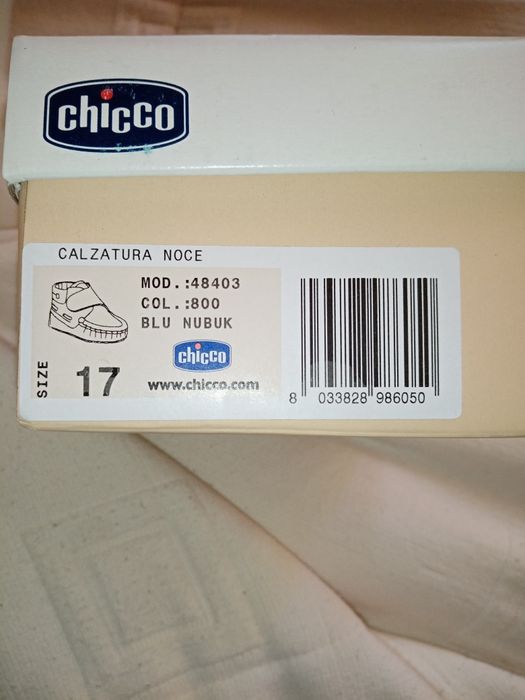 chicco
CALZATURA NOCE
MOD.:48403
COL.:800
BLU NUBUK
chicco
SIZE 17
www.chicco.com
8 033828 986050